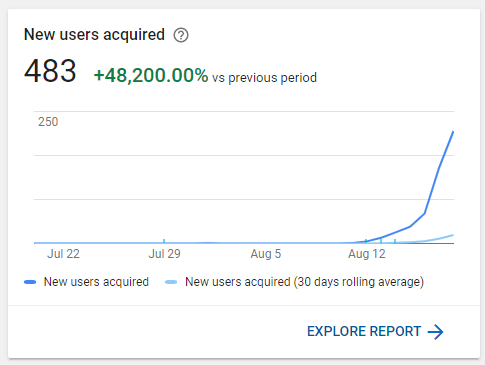 New users acquired ?
483 +48,200.00% vs previous period
250
Jul 22 Jul 29 Aug 5 Aug 12
New users acquired New users acquired (30 days rolling average)
EXPLORE REPORT